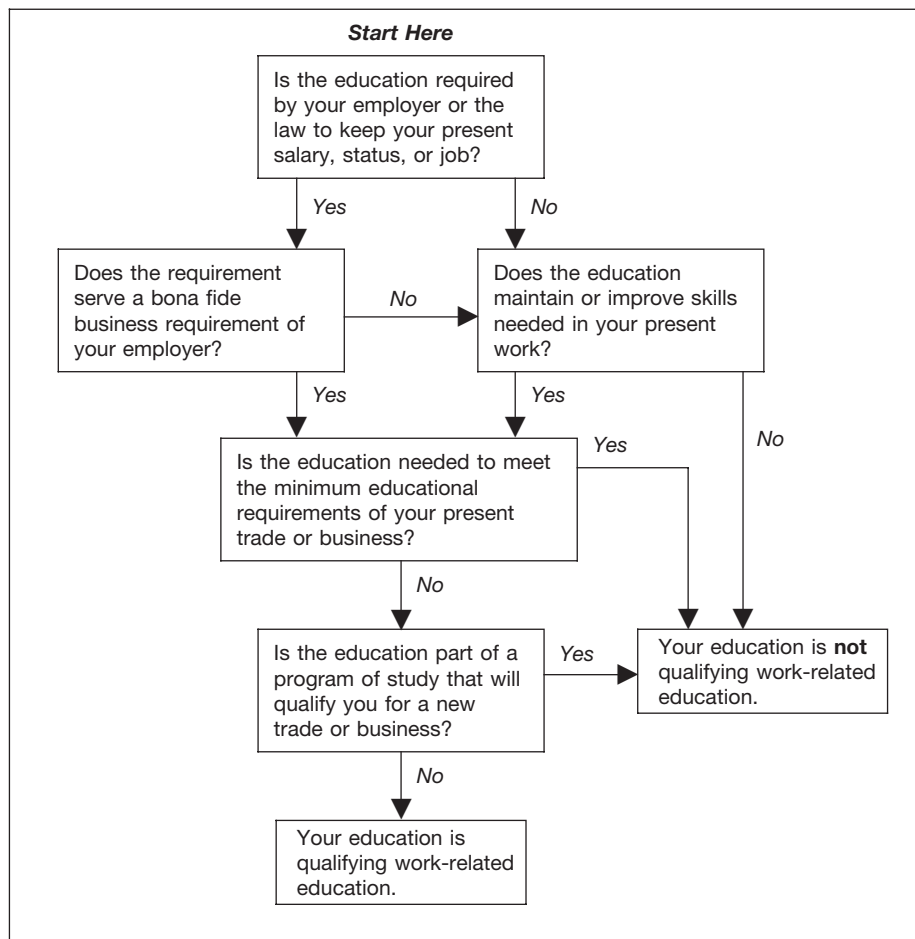 Start Here
Is the education required
by your employer or the
law to keep your present
salary, status, or job?
Yes
No
Does the requirement
serve a bona fide
business requirement of
your employer?
No
Does the education
maintain or improve skills
needed in your present
work?
Yes
Yes
No
Is the education needed to meet
the minimum educational
requirements of your present
trade or business?
Yes
No
Is the education part of a
program of study that will
qualify you for a new
trade or business?
Yes
Your education is not
qualifying work-related
education.
No
Your education is
qualifying work-related
education.